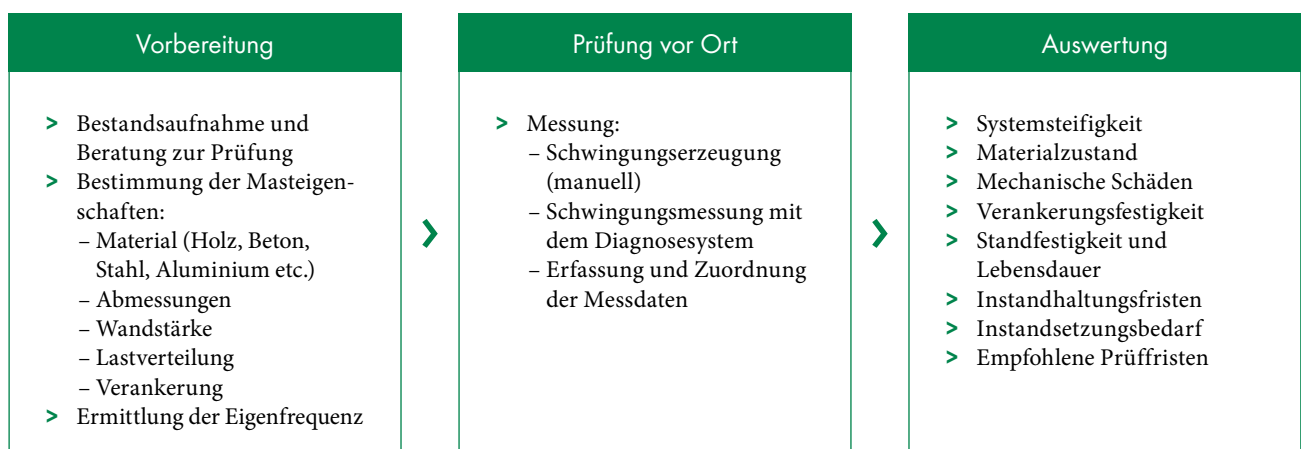 Vorbereitung
> Bestandsaufnahme und
Beratung zur Prüfung
> Bestimmung der Masteigen-
schaften:
– Material (Holz, Beton,
Stahl, Aluminium etc.)
– Abmessungen
– Wandstärke
– Lastverteilung
– Verankerung
> Ermittlung der Eigenfrequenz
Prüfung vor Ort
> Messung:
– Schwingungserzeugung
(manuell)
– Schwingungsmessung mit
dem Diagnosesystem
– Erfassung und Zuordnung
der Messdaten
Auswertung
> Systemsteifigkeit
> Materialzustand
> Mechanische Schäden
> Verankerungsfestigkeit
> Standfestigkeit und
Lebensdauer
> Instandhaltungsfristen
> Instandsetzungsbedarf
> Empfohlene Prüffristen